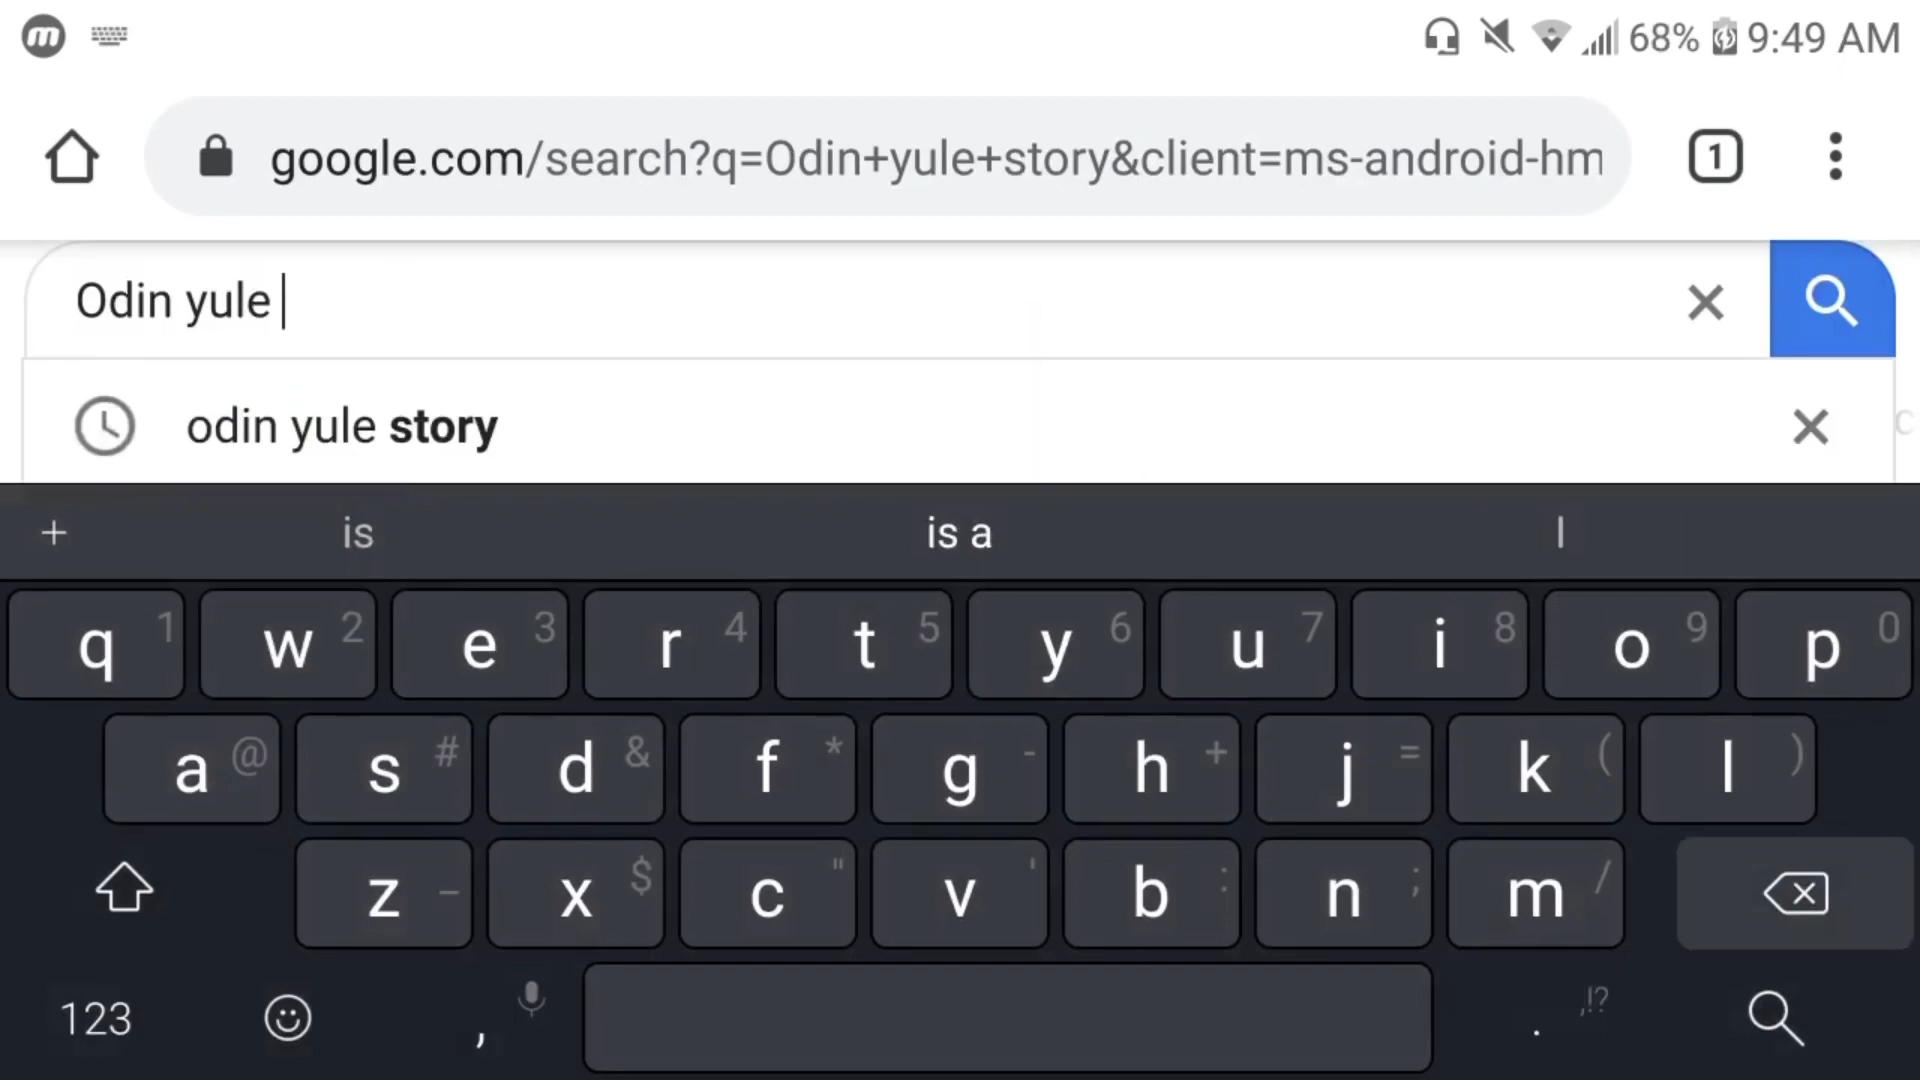 m 68% 9:49 AM
google.com/search?q=Odin+yule+story&client=ms-android-hm 1
Odin yule
odin yule story
+ is is a I
q 1 w 2 e 3 r 4 t 5 y 6 u 7 i 8 o 9 p 0
a @ s # d & f * g - h + j = k ( l )
z _ x $ c " v ' b : n ; m /
123 , . ,!?